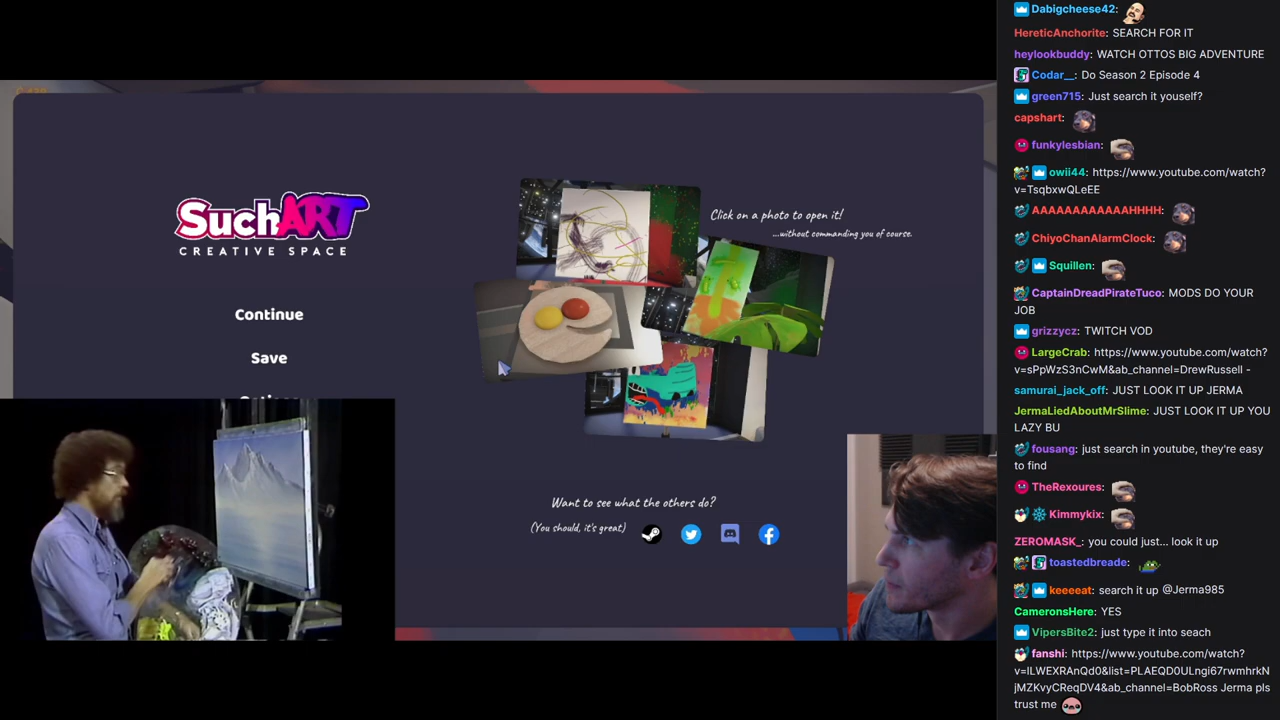 SuchART
CREATIVE SPACE
Continue
Save
Click on a photo to open it!
...without commanding you of course.
Want to see what the others do?
(You should, it's great)
Dabigcheese42:
HereticAnchorite: SEARCH FOR IT
heylookbuddy: WATCH OTTOS BIG ADVENTURE
Codar__: Do Season 2 Episode 4
green715: Just search it youself?
capshart:
funkylesbian:
owii44: https://www.youtube.com/watch?
v=TsqbxwQLeEE
AAAAAAAAAAAAHHHH:
ChiyoChanAlarmClock:
Squillen:
CaptainDreadPirateTuco: MODS DO YOUR
JOB
grizzycz: TWITCH VOD
LargeCrab: https://www.youtube.com/watch?
v=sPpWzS3nCwM&ab_channel=DrewRussell -
samurai_jack_off: JUST LOOK IT UP JERMA
JermaLiedAboutMrSlime: JUST LOOK IT UP YOU
LAZY BU
fousang: just search in youtube, they're easy
to find
TheRexoures:
Kimmykix:
ZEROMASK_: you could just... look it up
toastedbreade:
keeeeat: search it up @Jerma985
CameronsHere: YES
VipersBite2: just type it into seach
fanshi: https://www.youtube.com/watch?
v=lLWEXRAnQd0&list=PLAEQD0ULngi67rwmhrkN
jMZKvyCReqDV4&ab_channel=BobRoss Jerma pls
trust me